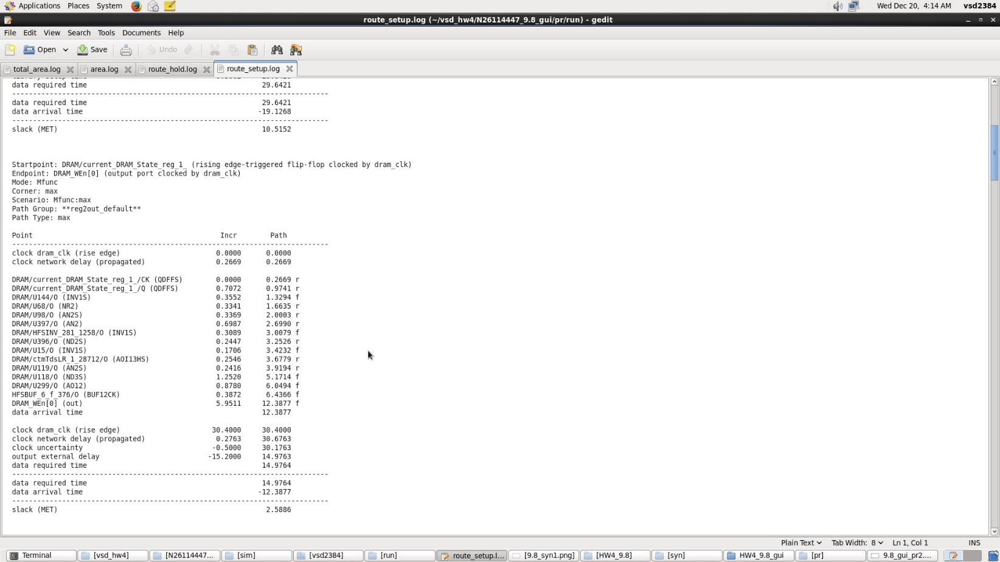 Applications Places System Wed Dec 20, 4:14 AM vsd2384
route_setup.log (~/vsd_hw4/N26114447_9.8_gui/pr/run) - gedit
File Edit View Search Tools Documents Help
Open Save Undo
total_area.log area.log route_hold.log route_setup.log
data required time 29.6421
--------------------------------------------------------------------------------
data required time 29.6421
data arrival time -19.1268
--------------------------------------------------------------------------------
slack (MET) 10.5152
Startpoint: DRAM/current_DRAM_State_reg_1_ (rising edge-triggered flip-flop clocked by dram_clk)
Endpoint: DRAM_WEn[0] (output port clocked by dram_clk)
Mode: Mfunc
Corner: max
Scenario: Mfunc:max
Path Group: **reg2out_default**
Path Type: max
Point Incr Path
--------------------------------------------------------------------------------
clock dram_clk (rise edge) 0.0000 0.0000
clock network delay (propagated) 0.2669 0.2669
DRAM/current_DRAM_State_reg_1_/CK (QDFFS) 0.0000 0.2669 r
DRAM/current_DRAM_State_reg_1_/Q (QDFFS) 0.7072 0.9741 r
DRAM/U144/O (INV1S) 0.3552 1.3294 f
DRAM/U68/O (NR2) 0.3341 1.6635 r
DRAM/U98/O (AN2S) 0.3369 2.0003 r
DRAM/U397/O (AN2) 0.6987 2.6990 r
DRAM/HFSINV_281_1258/O (INV1S) 0.3089 3.0079 f
DRAM/U396/O (ND2S) 0.2447 3.2526 r
DRAM/U15/O (INV1S) 0.1706 3.4232 f
DRAM/ctmTdsLR_1_28712/O (AOI13HS) 0.2546 3.6779 r
DRAM/U119/O (AN2S) 0.2416 3.9194 r
DRAM/U118/O (ND3S) 1.2520 5.1714 f
DRAM/U299/O (AO12) 0.8780 6.0494 f
HFSBUF_6_f_376/O (BUF12CK) 0.3872 6.4366 f
DRAM_WEn[0] (out) 5.9511 12.3877 f
data arrival time 12.3877
clock dram_clk (rise edge) 30.4000 30.4000
clock network delay (propagated) 0.2763 30.6763
clock uncertainty -0.5000 30.1763
output external delay -15.2000 14.9763
data required time 14.9764
--------------------------------------------------------------------------------
data required time 14.9764
data arrival time -12.3877
--------------------------------------------------------------------------------
slack (MET) 2.5886
Plain Text Tab Width: 8 Ln 1, Col 1 INS
Terminal [vsd_hw4] [N26114447... [sim] [vsd2384] [run] route_setup.l... [9.8_syn1.png] [HW4_9.8] [syn] HW4_9.8_gui [pr] 9.8_gui_pr2....